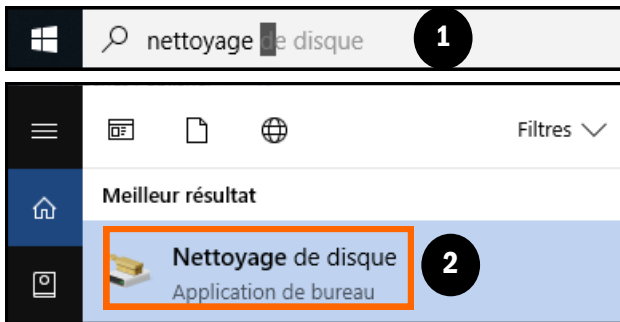 nettoyage de disque
1
Filtres
Meilleur résultat
Nettoyage de disque
2
Application de bureau